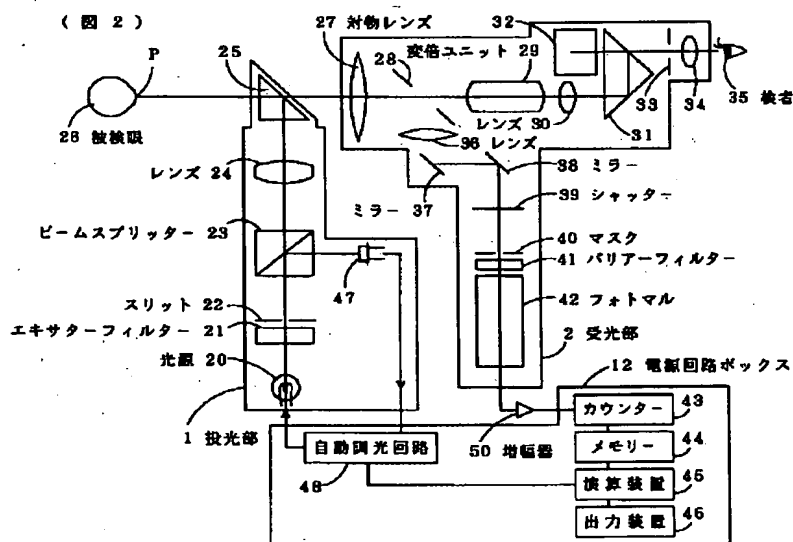 (図2)
27 対物レンズ
32
変倍ユニット
28
29
25
P
33
34
35 検者
26 被検眼
レンズ 30
31
36 レンズ
38 ミラー
レンズ 24
ミラー 37
39 シャッター
ビームスプリッター 23
40 マスク
47
41 バリアーフィルター
スリット 22
42 フォトマル
エキサターフィルター 21
2 受光部
光源 20
12 電源回路ボックス
カウンター 43
1 投光部
50 増幅器
自動調光回路
メモリー 44
48
演算装置 45
出力装置 46